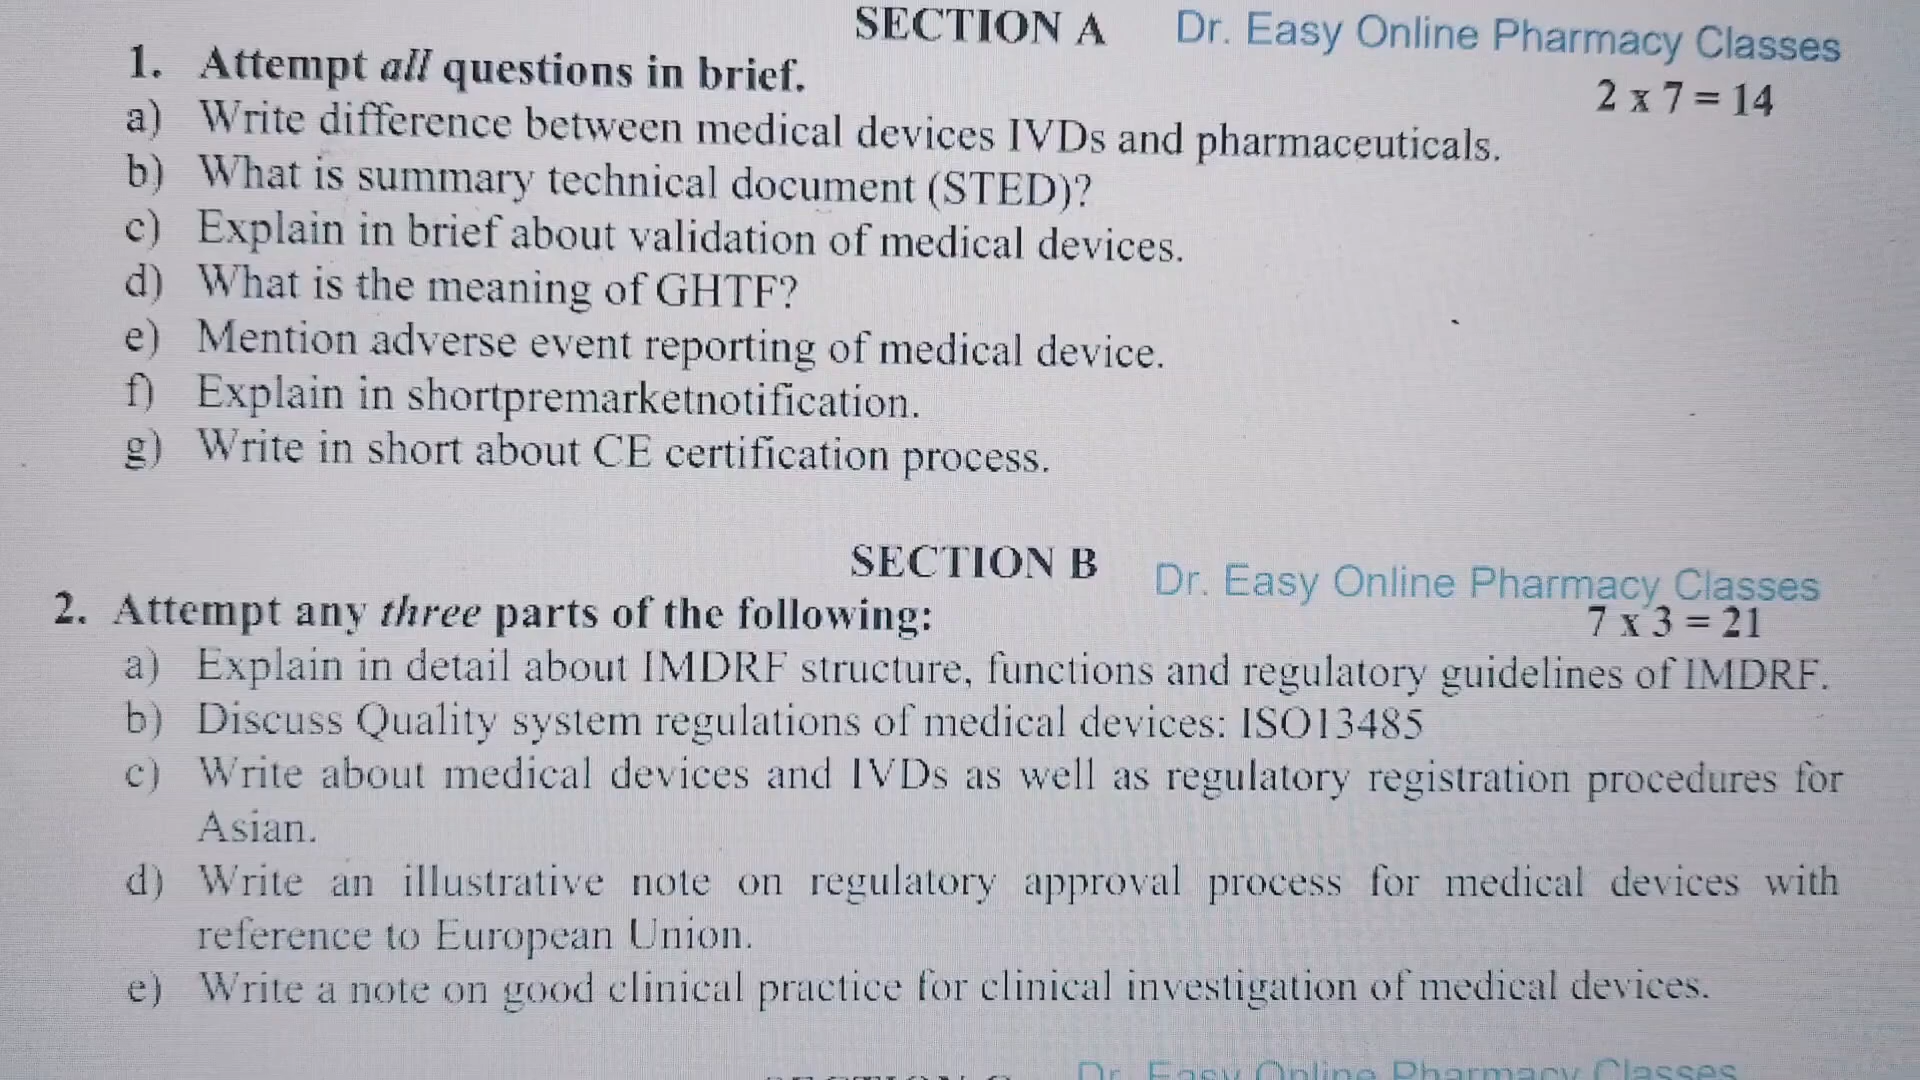 SECTION A Dr. Easy Online Pharmacy Classes
1. Attempt all questions in brief. 2 x 7 = 14
a) Write difference between medical devices IVDs and pharmaceuticals.
b) What is summary technical document (STED)?
c) Explain in brief about validation of medical devices.
d) What is the meaning of GHTF?
e) Mention adverse event reporting of medical device.
f) Explain in shortpremarketnotification.
g) Write in short about CE certification process.
SECTION B Dr. Easy Online Pharmacy Classes
2. Attempt any three parts of the following: 7 x 3 = 21
a) Explain in detail about IMDRF structure, functions and regulatory guidelines of IMDRF.
b) Discuss Quality system regulations of medical devices: ISO13485
c) Write about medical devices and IVDs as well as regulatory registration procedures for
Asian.
d) Write an illustrative note on regulatory approval process for medical devices with
reference to European Union.
e) Write a note on good clinical practice for clinical investigation of medical devices.
Dr. Easy Online Pharmacy Classes